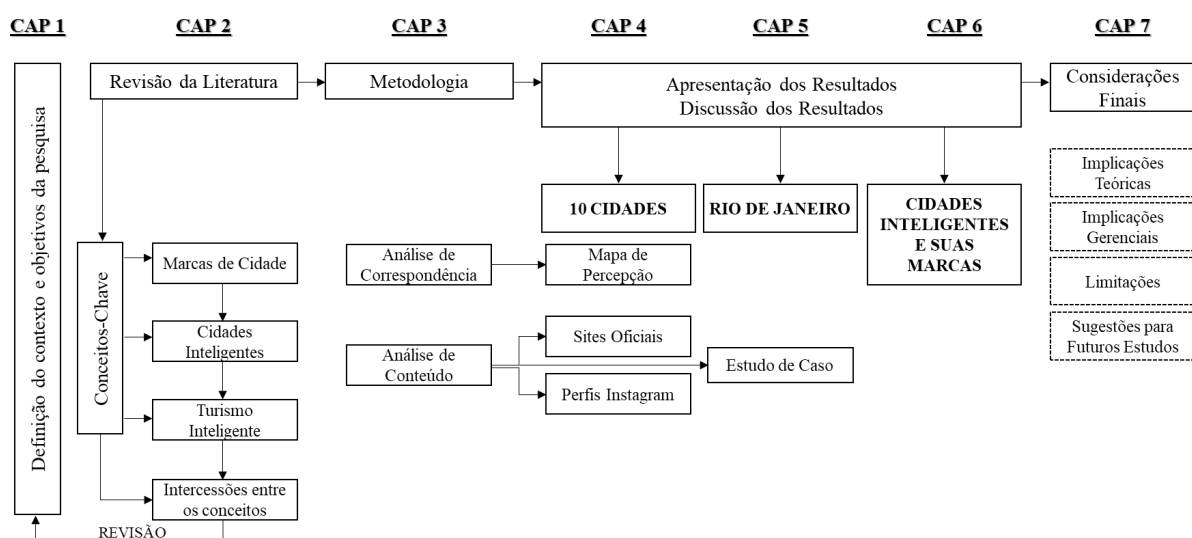 CAP 1
CAP 2
CAP 3
CAP 4
CAP 5
CAP 6
CAP 7
Definição do contexto e objetivos da pesquisa
Revisão da Literatura
Metodologia
Apresentação dos Resultados
Discussão dos Resultados
Considerações
Finais
Conceitos-Chave
Marcas de Cidade
Cidades
Inteligentes
Turismo
Inteligente
Intercessões entre
os conceitos
REVISÃO
Análise de
Correspondência
Análise de
Conteúdo
10 CIDADES
Mapa de
Percepção
Sites Oficiais
Perfis Instagram
RIO DE JANEIRO
Estudo de Caso
CIDADES
INTELIGENTES
E SUAS
MARCAS
Implicações
Teóricas
Implicações
Gerenciais
Limitações
Sugestões para
Futuros Estudos